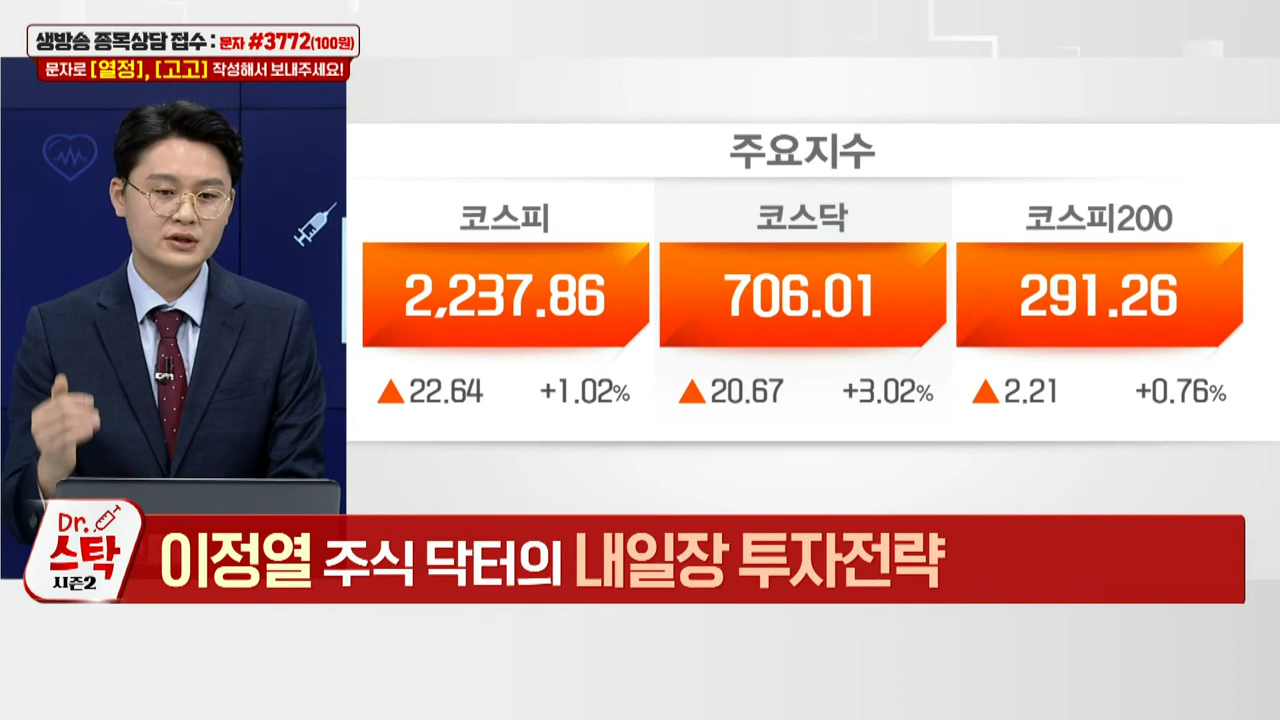 생방송 종목상담 접수 : 문자 #3772(100원)
문자로 [열정], [고고] 작성해서 보내주세요!
주요지수
코스피
2,237.86
▲22.64 +1.02%
코스닥
706.01
▲20.67 +3.02%
코스피200
291.26
▲2.21 +0.76%
Dr.
스탁
시즌2
이정열 주식 닥터의 내일장 투자전략